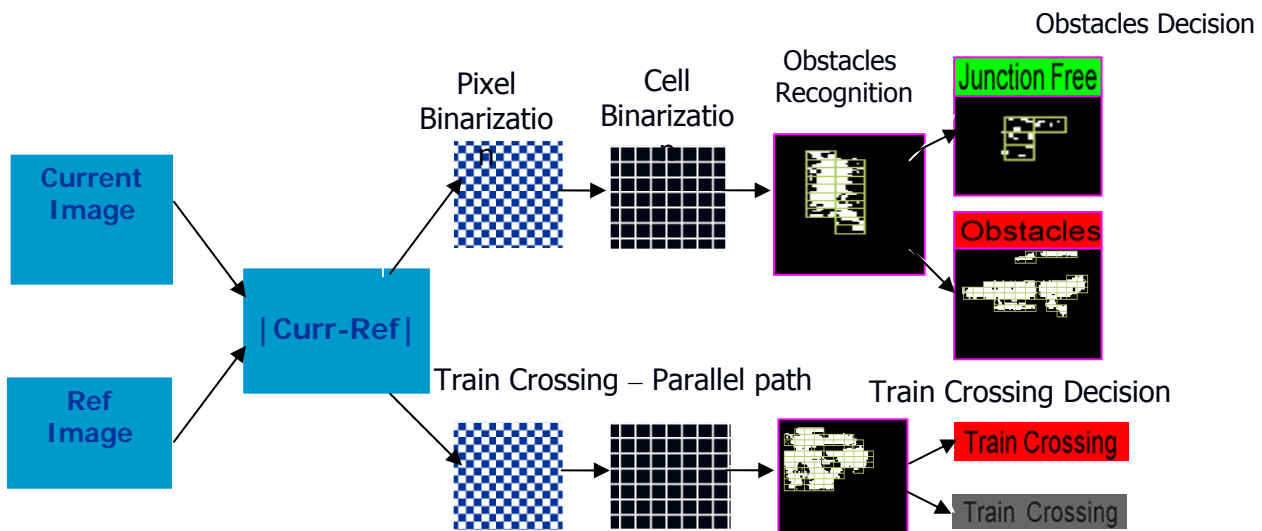 Obstacles Decision
Pixel
Binarizatio
n
Cell
Binarizatio
n
Obstacles
Recognition
Junction Free
Current
Image
Obstacles
|Curr-Ref|
Ref
Image
Train Crossing – Parallel path
Train Crossing Decision
Train Crossing
Train Crossing